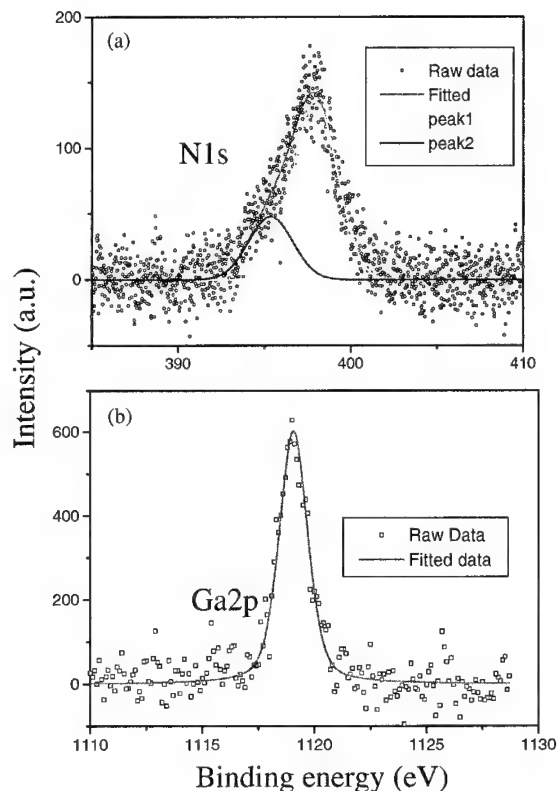 (a)
200
100
0
N1s
Raw data
Fitted
peak1
peak2
390
400
410
Intensity (a.u.)
(b)
600
400
200
0
Ga2p
Raw Data
Fitted data
1110
1115
1120
1125
1130
Binding energy (eV)